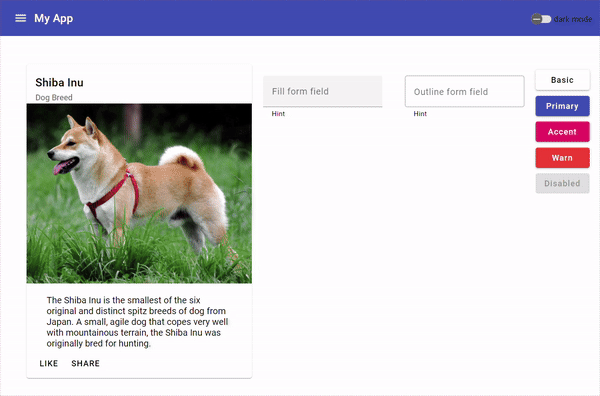 My App
dark mode
Shiba Inu
Dog Breed
The Shiba Inu is the smallest of the six
original and distinct spitz breeds of dog from
Japan. A small, agile dog that copes very well
with mountainous terrain, the Shiba Inu was
originally bred for hunting.
LIKE SHARE
Fill form field
Hint
Outline form field
Hint
Basic
Primary
Accent
Warn
Disabled